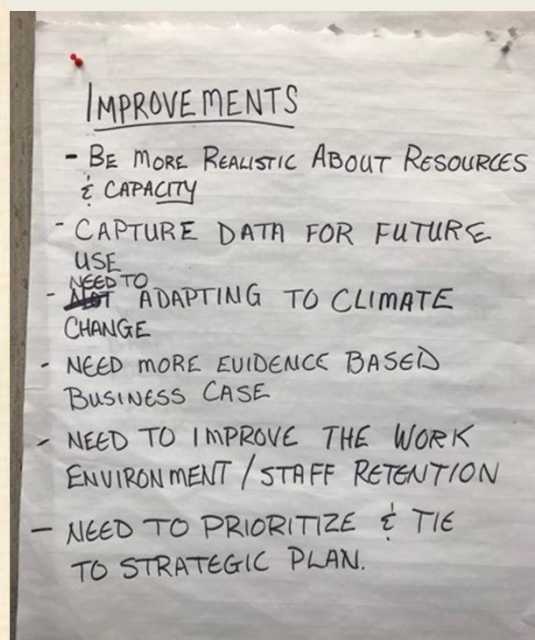 IMPROVEMENTS
- BE MORE REALISTIC ABOUT RESOURCES
& CAPACITY
- CAPTURE DATA FOR FUTURE
USE
NEED TO
- NOT ADAPTING TO CLIMATE
CHANGE
- NEED MORE EVIDENCE BASED
BUSINESS CASE
- NEED TO IMPROVE THE WORK
ENVIRONMENT / STAFF RETENTION
- NEED TO PRIORITIZE & TIE
TO STRATEGIC PLAN.